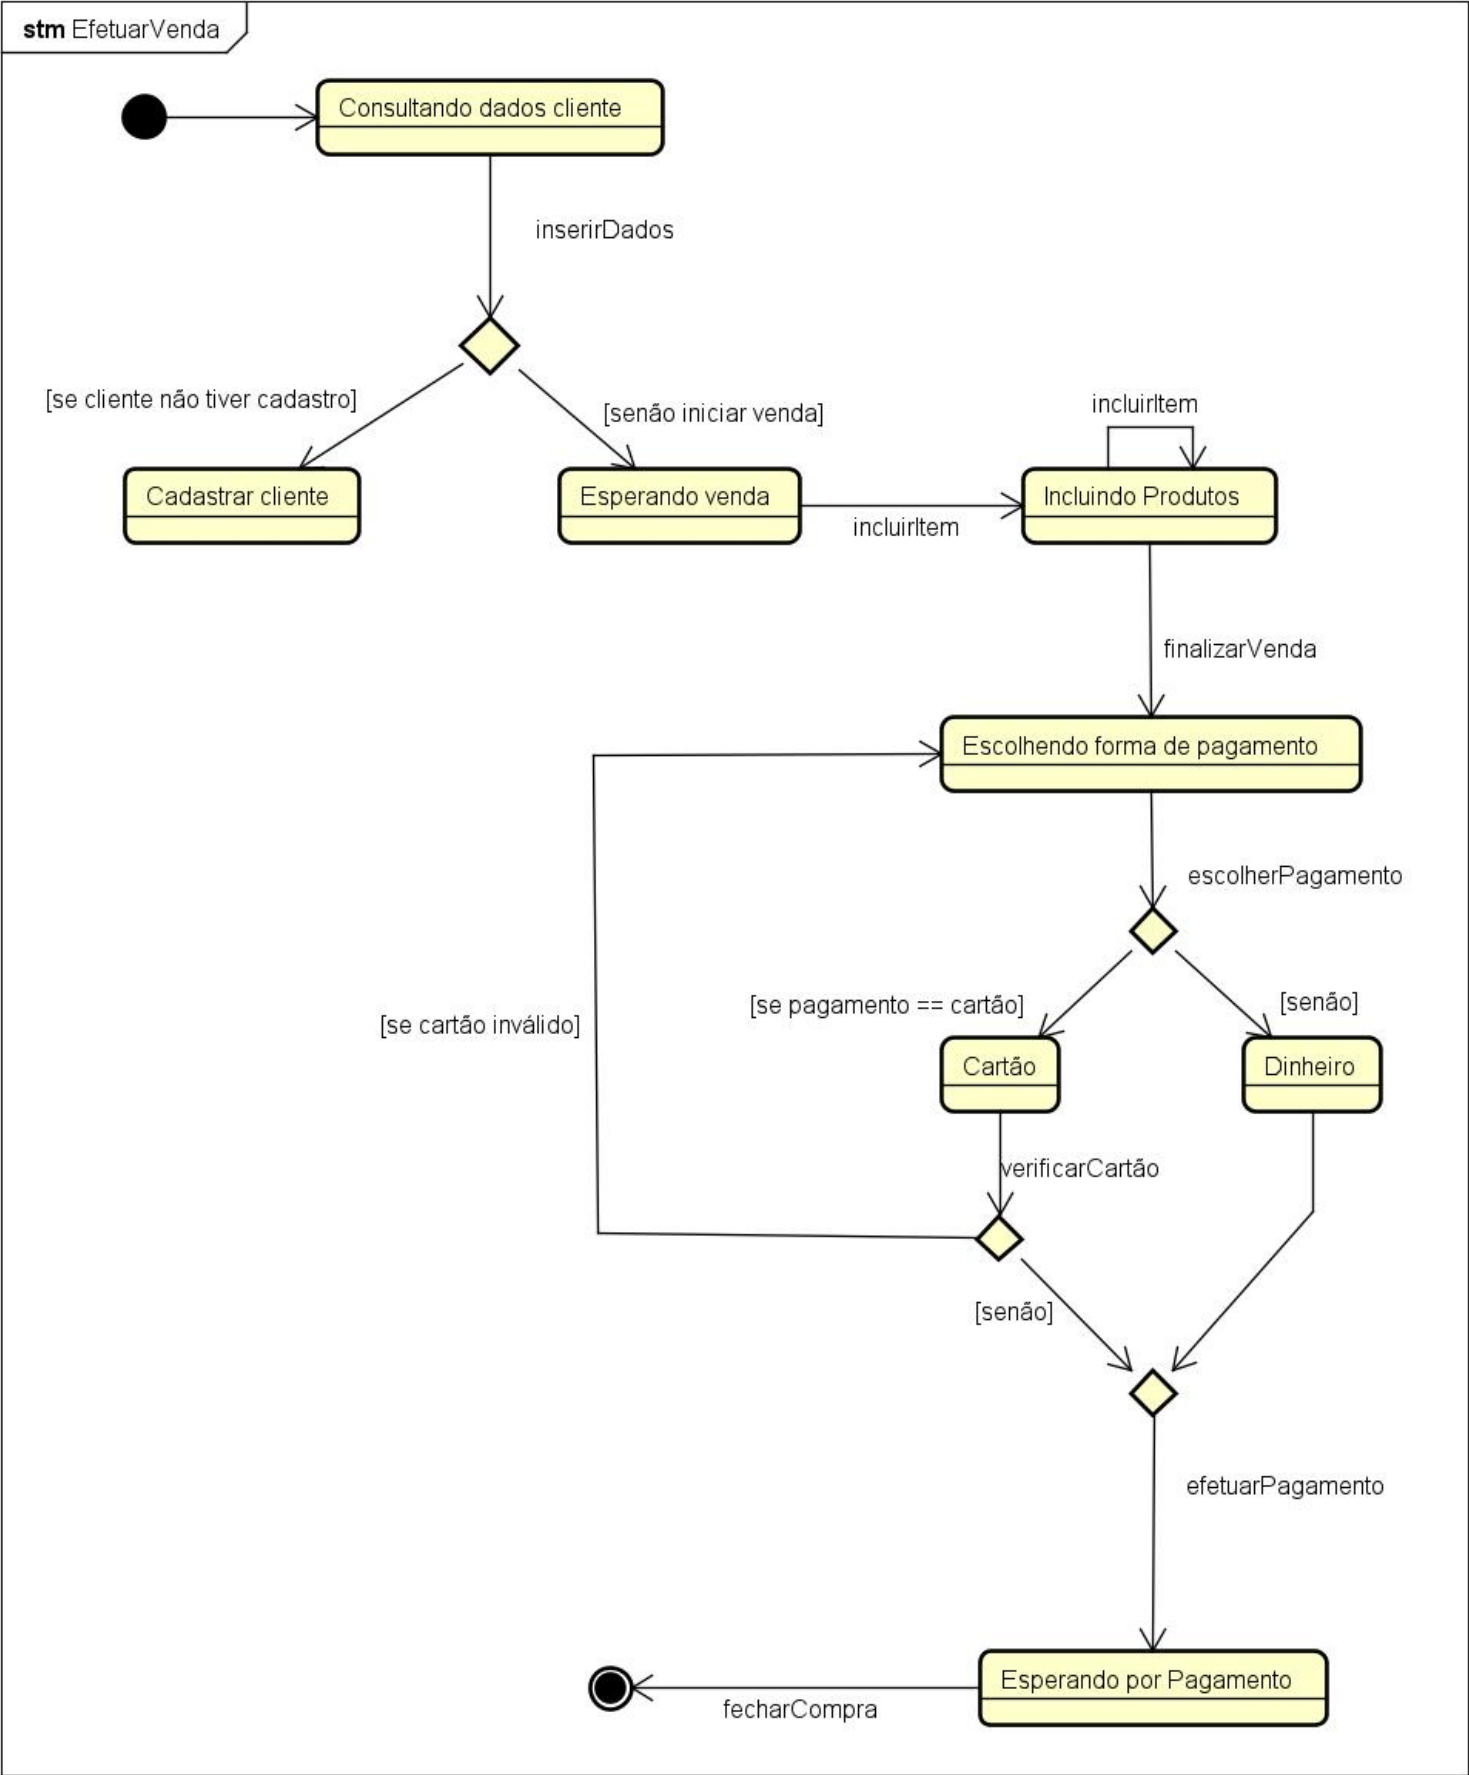 stm EfetuarVenda
Consultando dados cliente
inserirDados
[se cliente não tiver cadastro]
[senão iniciar venda]
incluirItem
Cadastrar cliente
Esperando venda
incluirItem
Incluindo Produtos
finalizarVenda
Escolhendo forma de pagamento
escolherPagamento
[se pagamento == cartão]
[senão]
[se cartão inválido]
Cartão
Dinheiro
verificarCartão
[senão]
efetuarPagamento
Esperando por Pagamento
fecharCompra